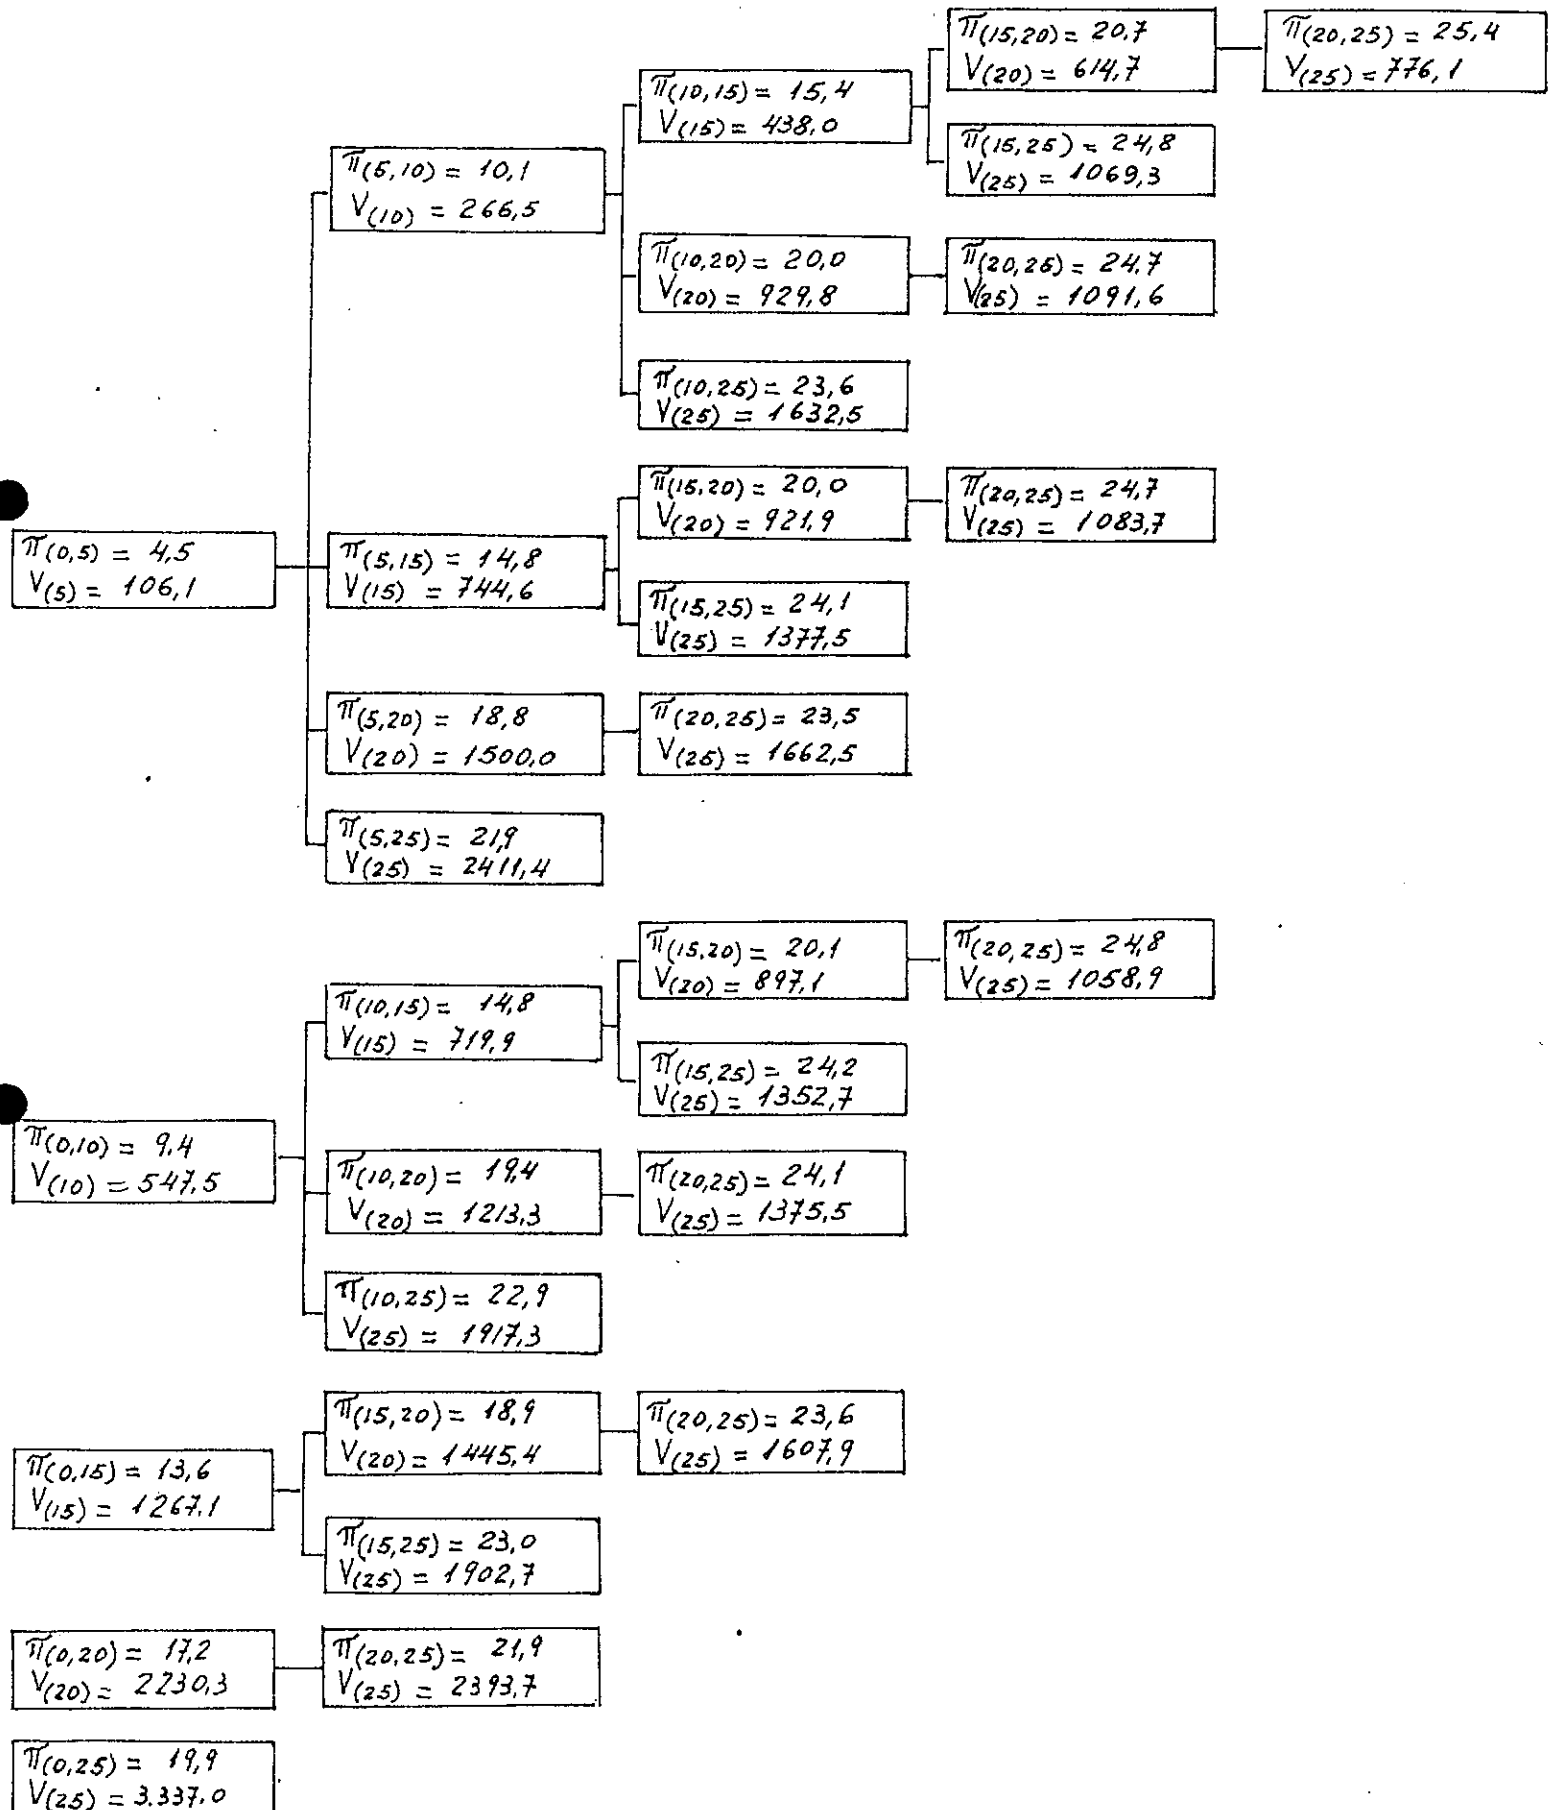 π(15,20) = 20.7
V(20) = 614,7
π(20,25) = 25,4
V(25) = 776,1
π(10,15) = 15,4
V(15) = 438,0
π(15,25) = 24,8
V(25) = 1069,3
π(5,10) = 10,1
V(10) = 266,5
π(10,20) = 20,0
V(20) = 929,8
π(20,25) = 24,7
V(25) = 1091,6
π(10,25) = 23,6
V(25) = 1632,5
π(0,5) = 4,5
V(5) = 106,1
π(5,15) = 14,8
V(15) = 744,6
π(15,20) = 20,0
V(20) = 921,9
π(20,25) = 24,7
V(25) = 1083,7
π(15,25) = 24,1
V(25) = 1377,5
π(5,20) = 18,8
V(20) = 1500,0
π(20,25) = 23,5
V(25) = 1662,5
π(5,25) = 21,9
V(25) = 2411,4
π(15,20) = 20,1
V(20) = 897,1
π(20,25) = 24,8
V(25) = 1058,9
π(10,15) = 14,8
V(15) = 719,9
π(15,25) = 24,2
V(25) = 1352,7
π(0,10) = 9,4
V(10) = 547,5
π(10,20) = 19,4
V(20) = 1213,3
π(20,25) = 24,1
V(25) = 1375,5
π(10,25) = 22,9
V(25) = 1917,3
π(0,15) = 13,6
V(15) = 1267,1
π(15,20) = 18,9
V(20) = 1445,4
π(20,25) = 23,6
V(25) = 1607,9
π(15,25) = 23,0
V(25) = 1902,7
π(0,20) = 17,2
V(20) = 2230,3
π(20,25) = 21,9
V(25) = 2393,7
π(0,25) = 19,9
V(25) = 3.337,0